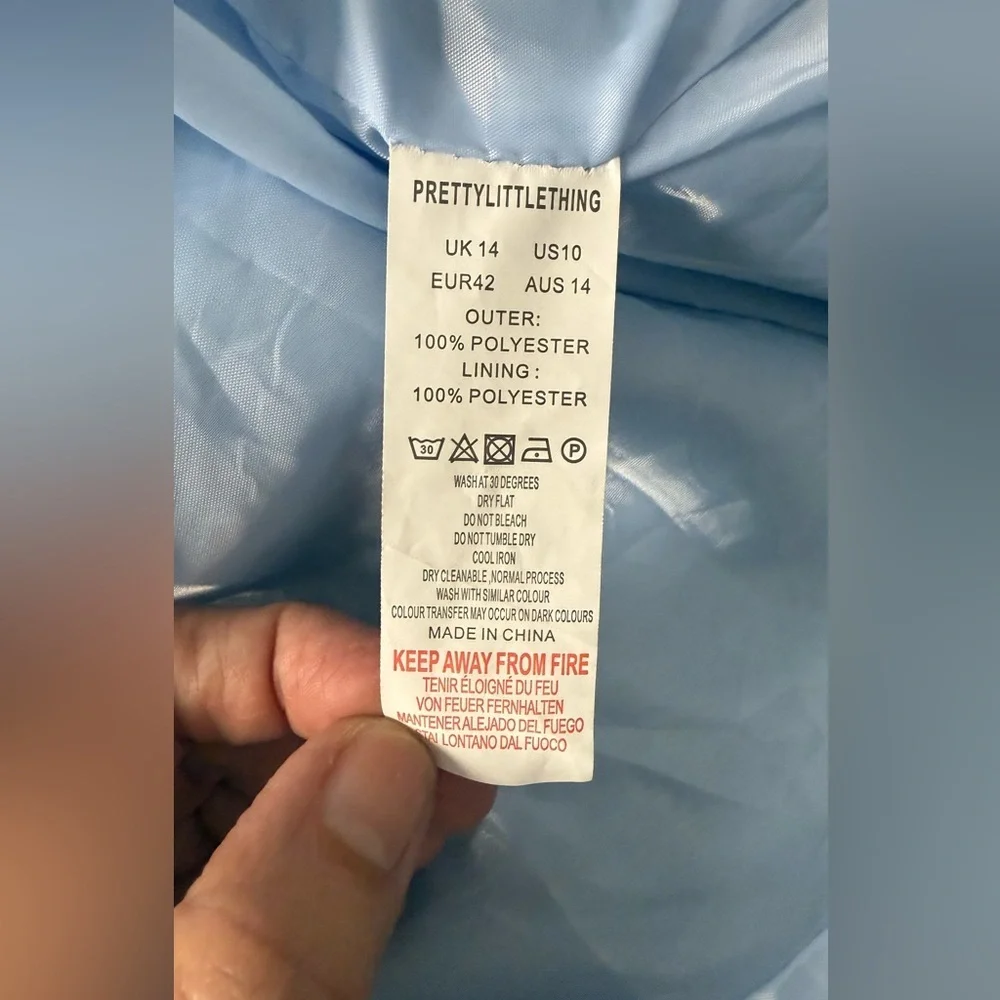 PRETTYLITTLETHING
UK 14 US10
EUR42 AUS 14
OUTER:
100% POLYESTER
LINING :
100% POLYESTER
30 P
WASH AT 30 DEGREES
DRY FLAT
DO NOT BLEACH
DO NOT TUMBLE DRY
COOL IRON
DRY CLEANABLE ,NORMAL PROCESS
WASH WITH SIMILAR COLOUR
COLOUR TRANSFER MAY OCCUR ON DARK COLOURS
MADE IN CHINA
KEEP AWAY FROM FIRE
TENIR ÉLOIGNÉ DU FEU
VON FEUER FERNHALTEN
MANTENER ALEJADO DEL FUEGO
LONTANO DAL FUOCO